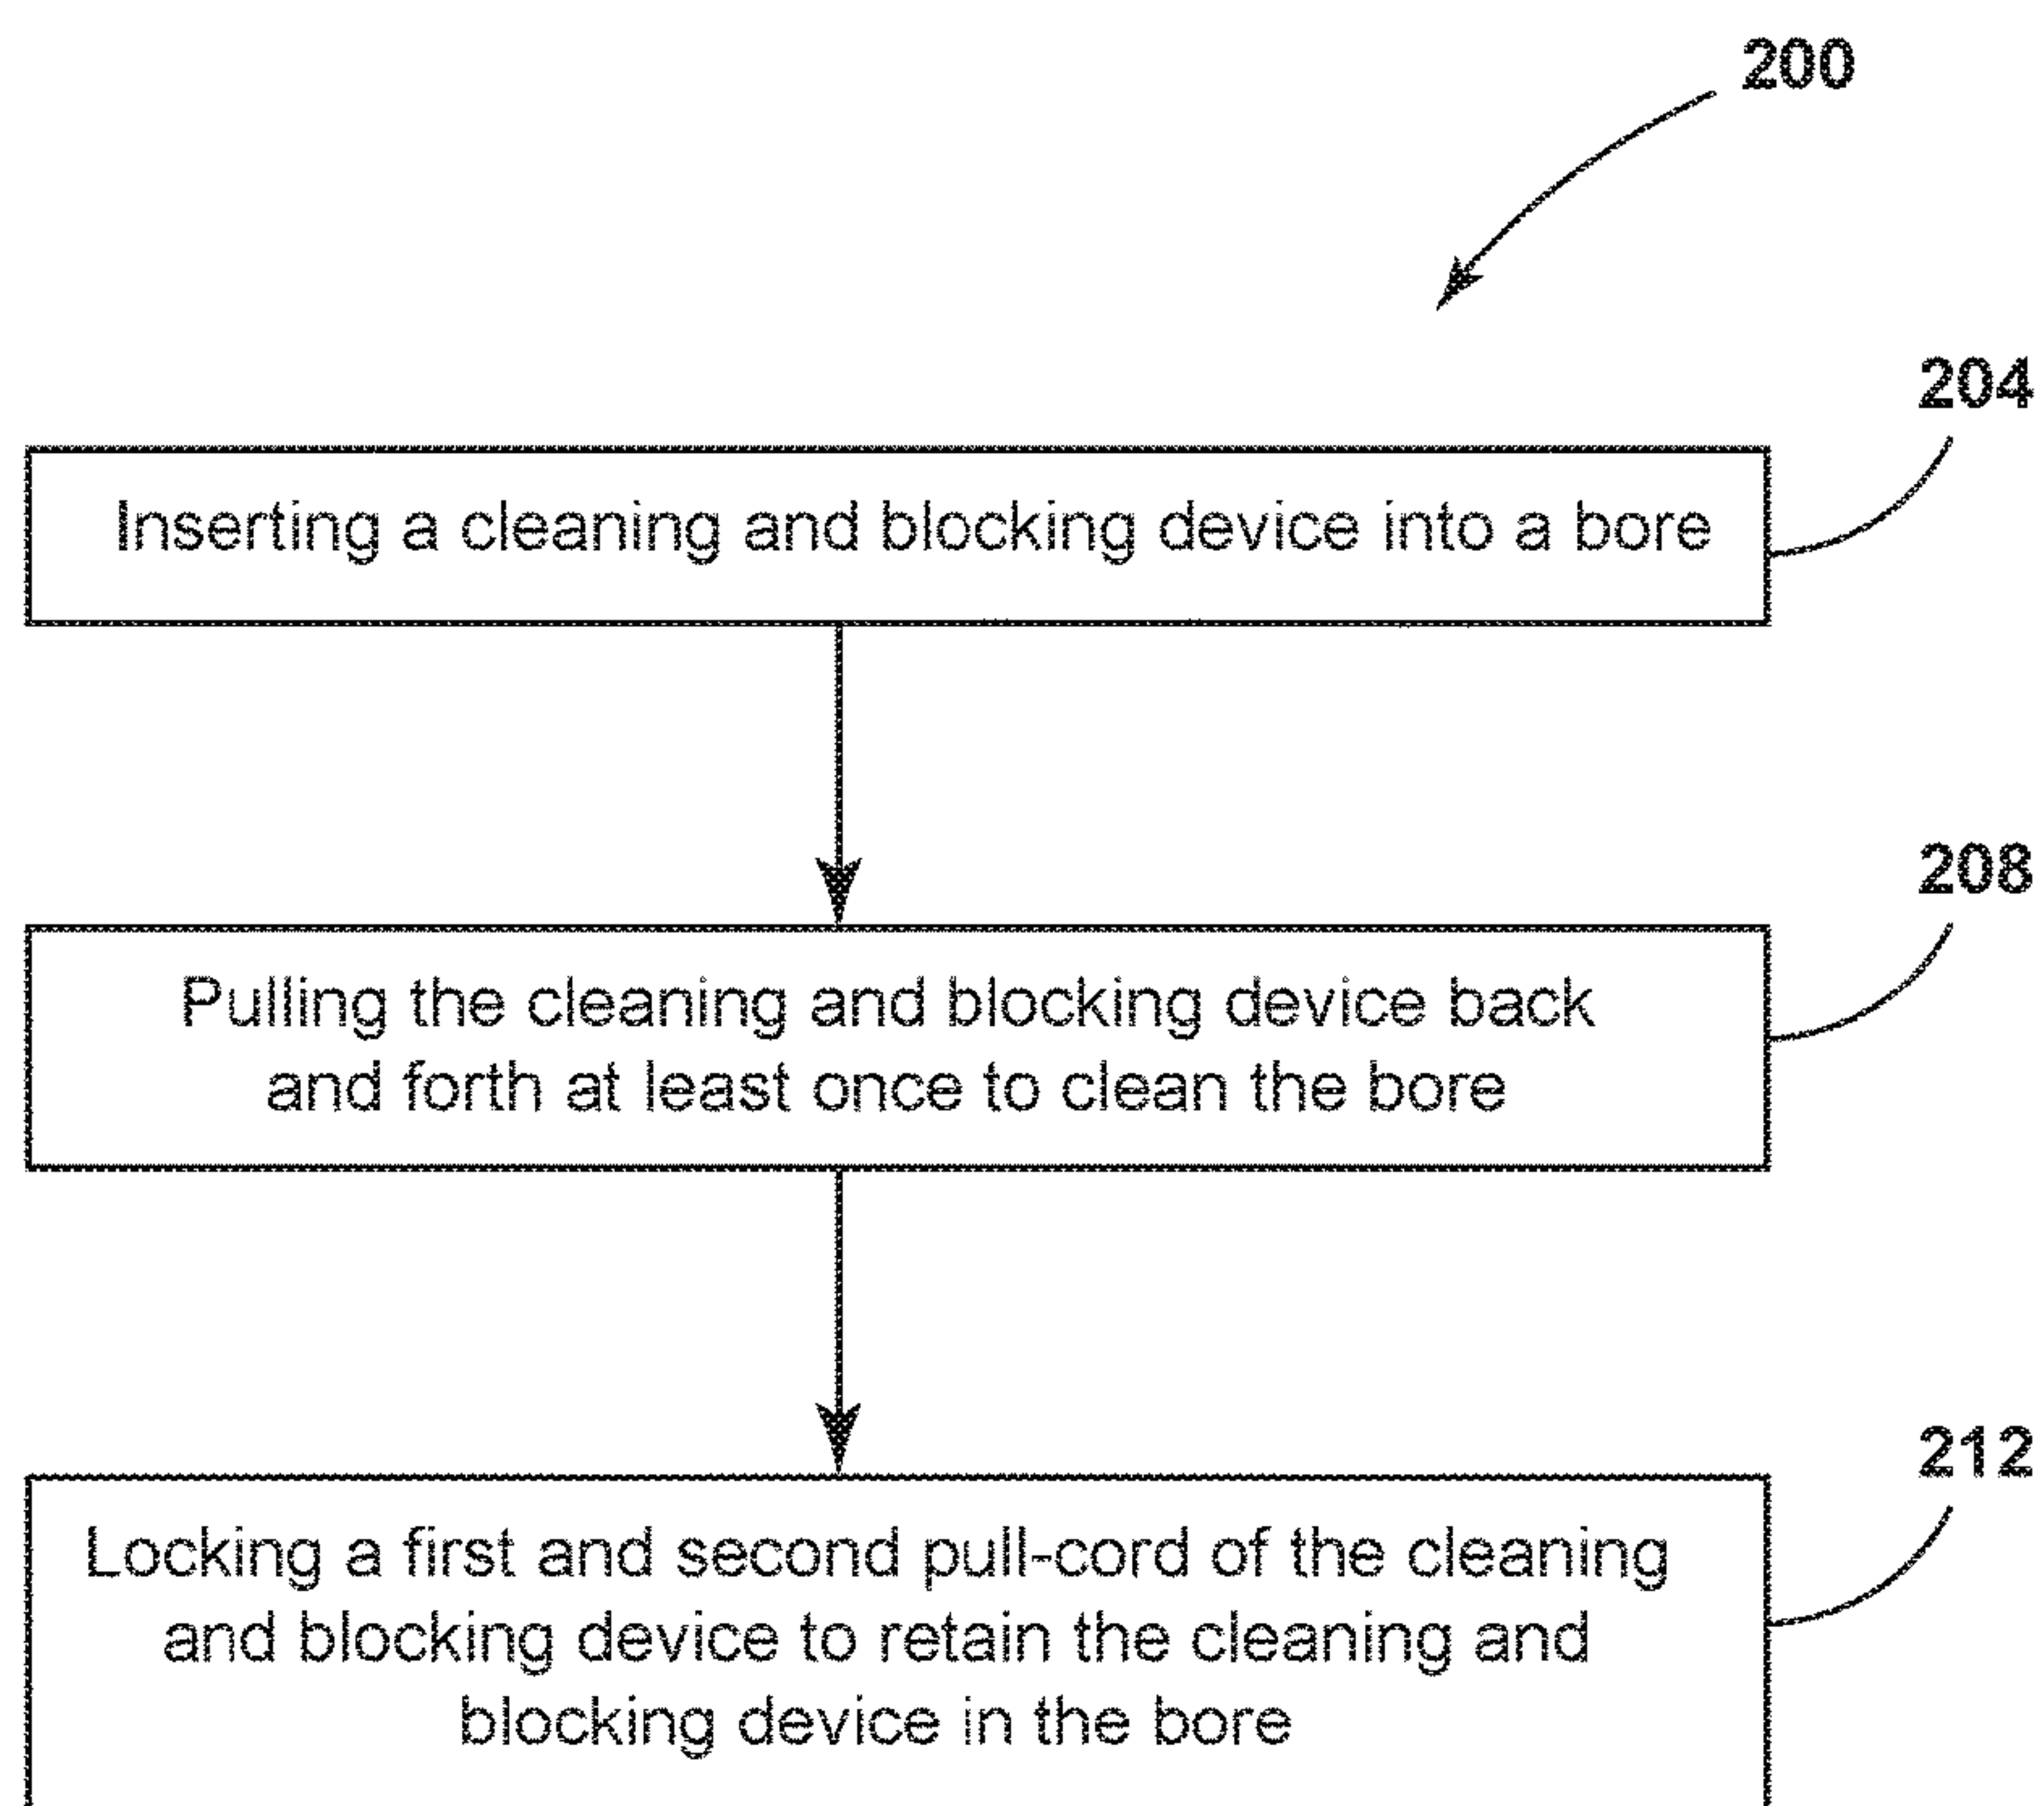 200
204
Inserting a cleaning and blocking device into a bore
208
Pulling the cleaning and blocking device back
and forth at least once to clean the bore
212
Locking a first and second pull-cord of the cleaning
and blocking device to retain the cleaning and
blocking device in the bore